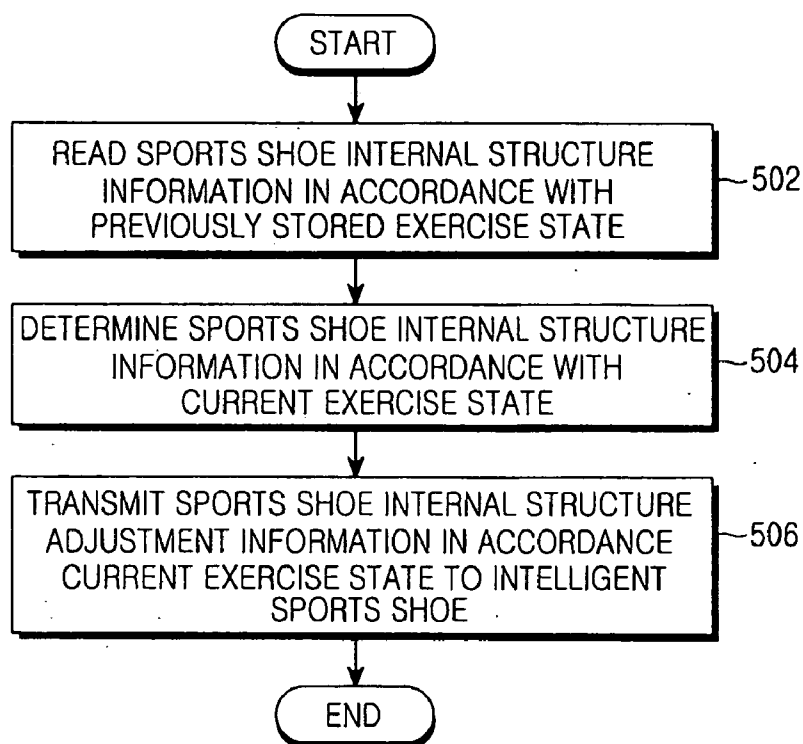 START
READ SPORTS SHOE INTERNAL STRUCTURE
INFORMATION IN ACCORDANCE WITH
PREVIOUSLY STORED EXERCISE STATE
502
DETERMINE SPORTS SHOE INTERNAL STRUCTURE
INFORMATION IN ACCORDANCE WITH
CURRENT EXERCISE STATE
504
TRANSMIT SPORTS SHOE INTERNAL STRUCTURE
ADJUSTMENT INFORMATION IN ACCORDANCE
CURRENT EXERCISE STATE TO INTELLIGENT
SPORTS SHOE
506
END